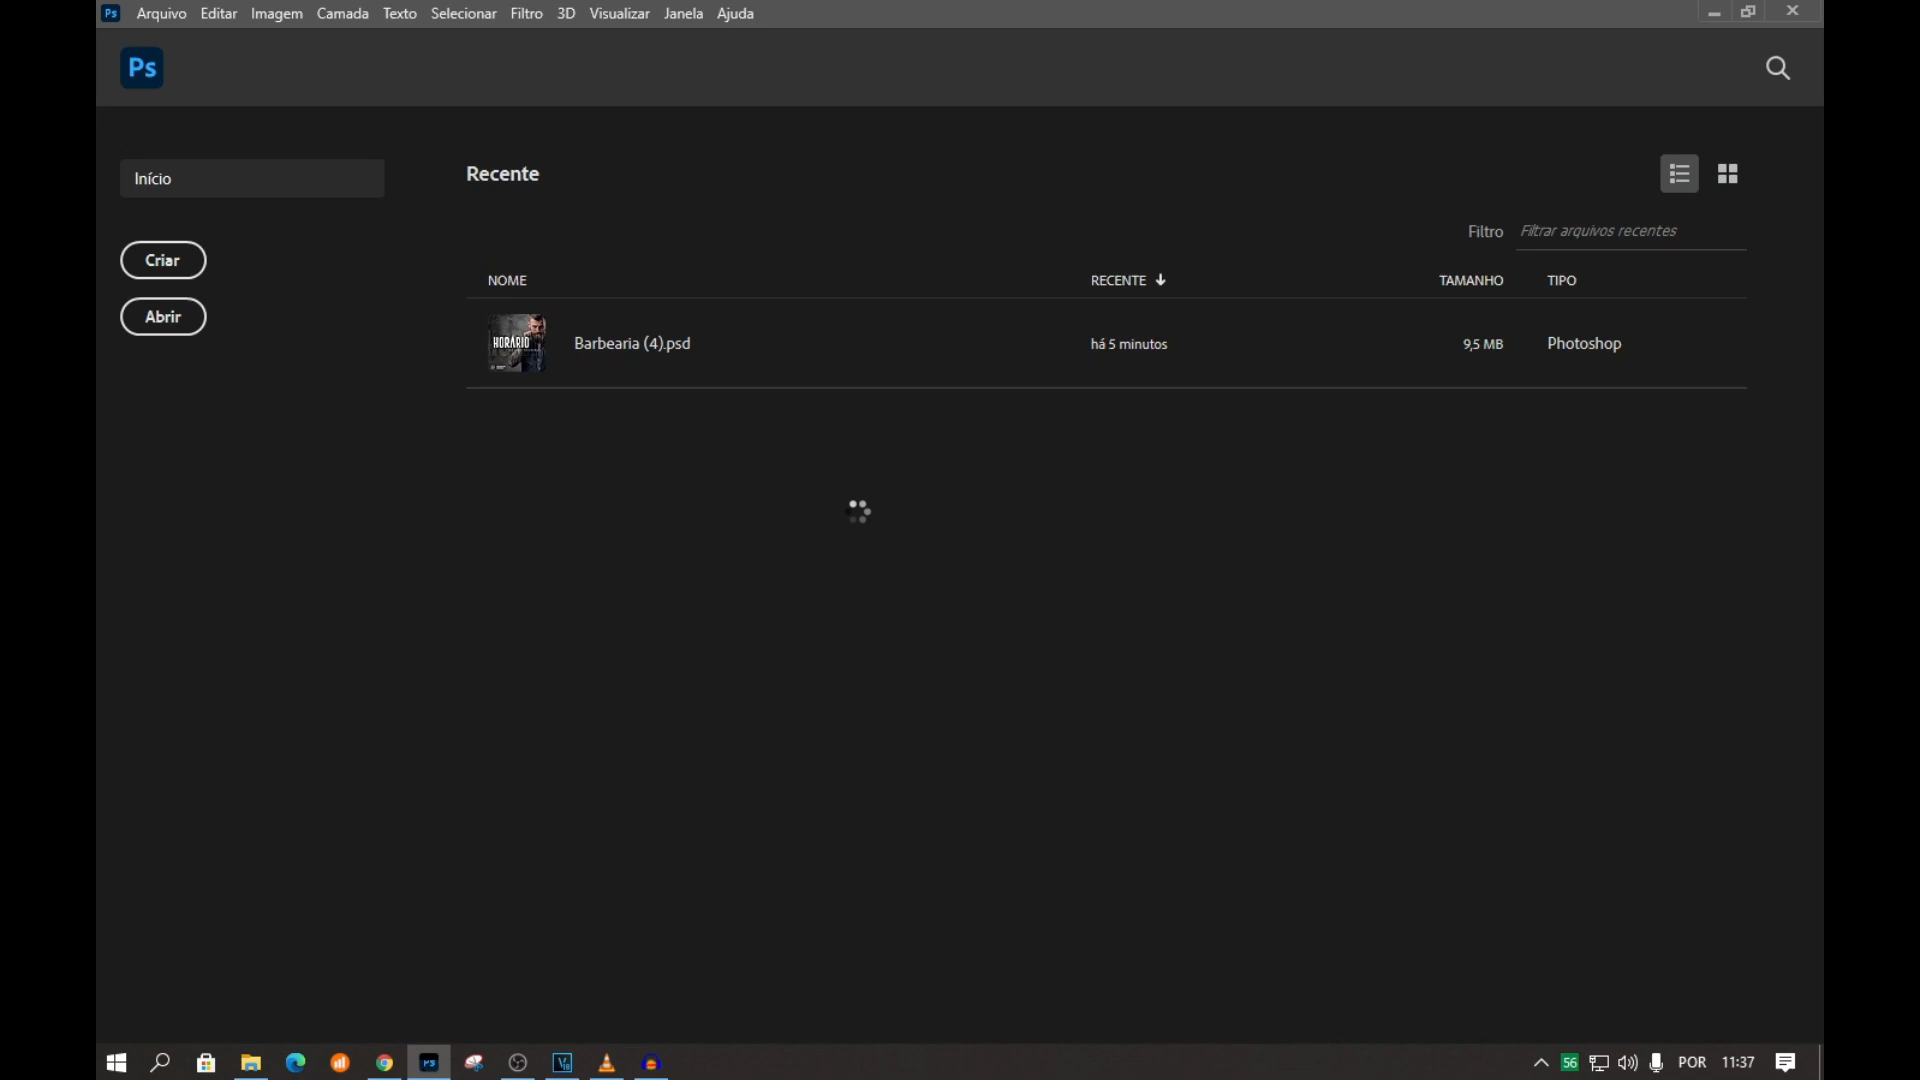 Ps Arquivo Editar Imagem Camada Texto Selecionar Filtro 3D Visualizar Janela Ajuda
Ps
Início
Recente
Filtro Filtrar arquivos recentes
Criar
NOME RECENTE TAMANHO TIPO
Abrir
HORÁRIO
Barbearia (4).psd há 5 minutos 9,5 MB Photoshop
Ps
56 POR 11:37